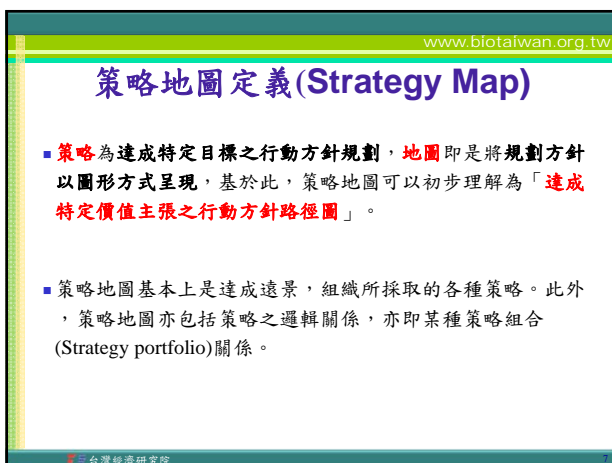 www.biotaiwan.org.tw
策略地圖定義(Strategy Map)
策略為達成特定目標之行動方針規劃，地圖即是將規劃方針
以圖形方式呈現，基於此，策略地圖可以初步理解為「達成
特定價值主張之行動方針路徑圖」。
策略地圖基本上是達成遠景，組織所採取的各種策略。此外
，策略地圖亦包括策略之邏輯關係，亦即某種策略組合
(Strategy portfolio)關係。
台灣經濟研究院
7